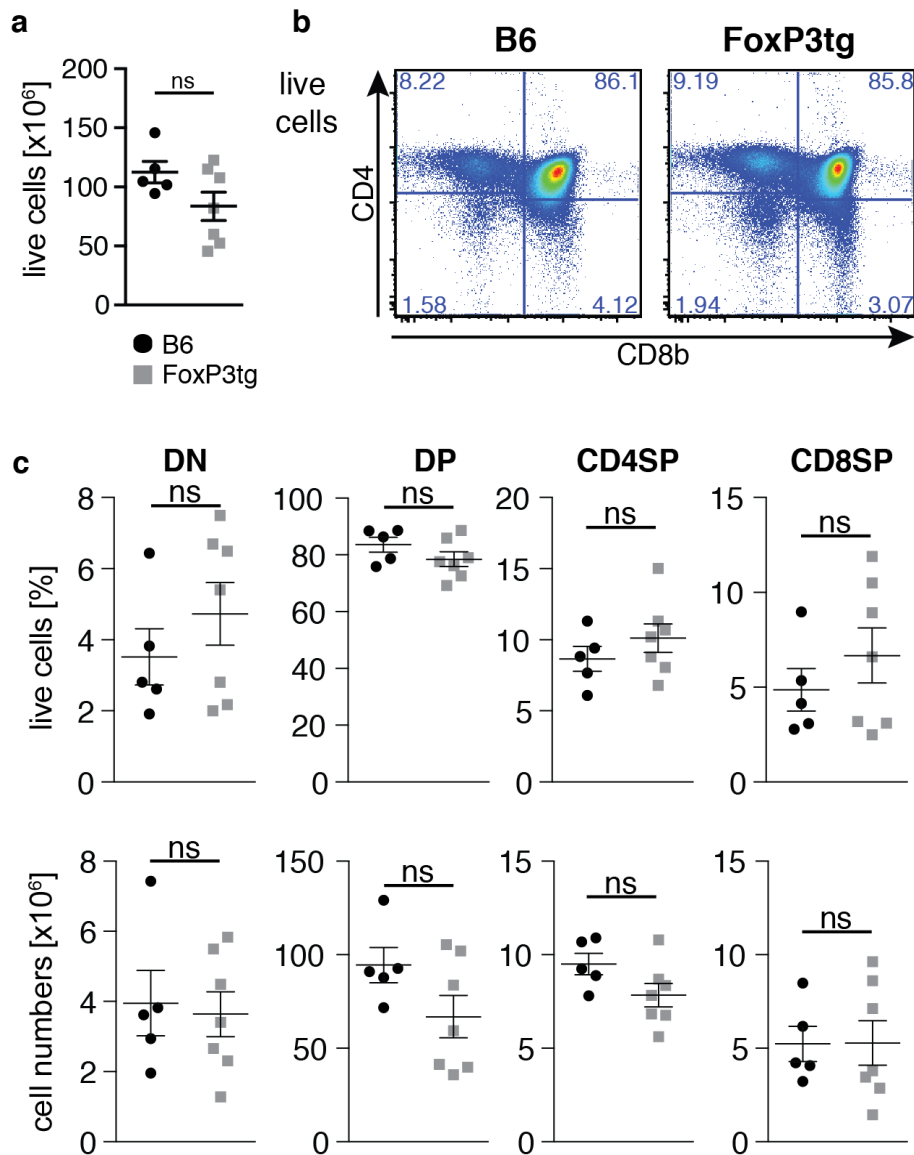 a
200
150
100
50
0
live cells [x10⁶]
ns
B6
FoxP3tg
b
B6
FoxP3tg
live
cells
8.22
86.1
1.58
4.12
9.19
85.8
1.94
3.07
CD4
CD8b
c
DN
DP
CD4SP
CD8SP
live cells [%]
8
6
4
2
0
ns
100
80
60
40
20
0
ns
20
15
10
5
0
ns
15
10
5
0
ns
cell numbers [x10⁶]
8
6
4
2
0
ns
150
100
50
0
ns
15
10
5
0
ns
15
10
5
0
ns